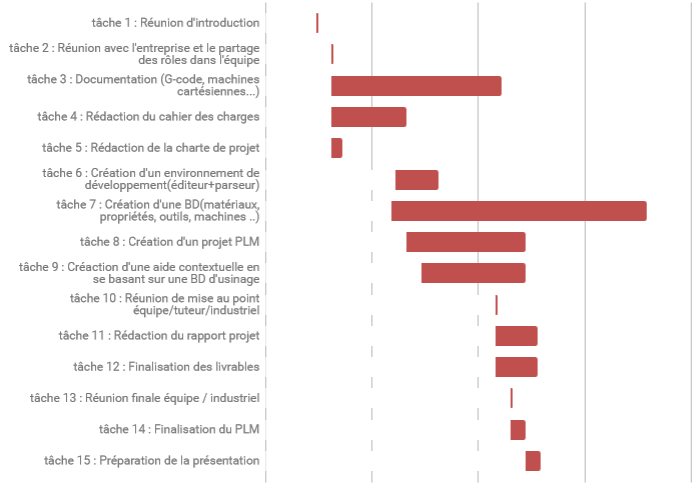 tâche 1 : Réunion d'introduction
tâche 2 : Réunion avec l'entreprise et le partage
des rôles dans l'équipe
tâche 3 : Documentation (G-code, machines
cartésiennes...)
tâche 4 : Rédaction du cahier des charges
tâche 5 : Rédaction de la charte de projet
tâche 6 : Création d'un environnement de
développement(éditeur+parseur)
tâche 7 : Création d'une BD(matériaux,
propriétés, outils, machines ..)
tâche 8 : Création d'un projet PLM
tâche 9 : Créaction d'une aide contextuelle en
se basant sur une BD d'usinage
tâche 10 : Réunion de mise au point
équipe/tuteur/industriel
tâche 11 : Rédaction du rapport projet
tâche 12 : Finalisation des livrables
tâche 13 : Réunion finale équipe / industriel
tâche 14 : Finalisation du PLM
tâche 15 : Préparation de la présentation